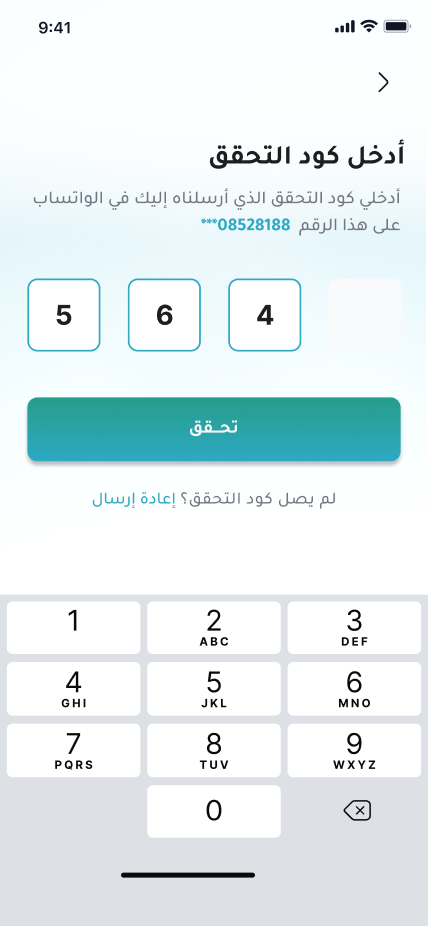 9:41
أدخل كود التحقق
أدخلي كود التحقق الذي أرسلناه إليك في الواتساب
على هذا الرقم 08528188***
5 6 4
تحـقق
لم يصل كود التحقق؟ إعادة إرسال
1 2 3
ABC DEF
4 5 6
GHI JKL MNO
7 8 9
PQRS TUV WXYZ
0